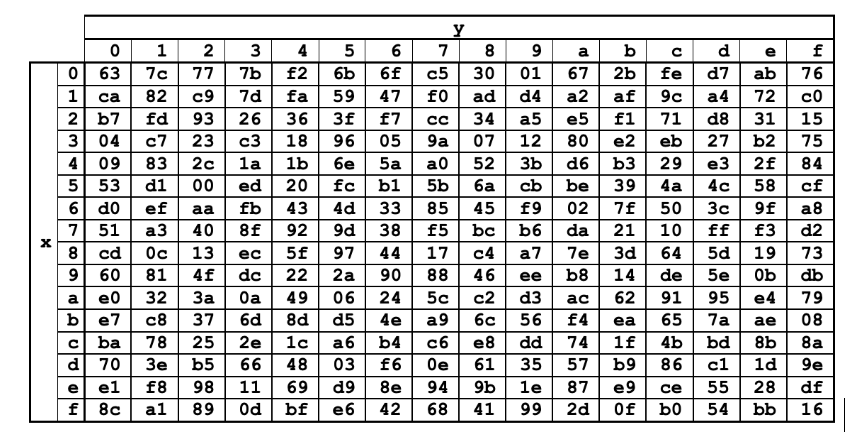 y
0 1 2 3 4 5 6 7 8 9 a b c d e f
0 63 7c 77 7b f2 6b 6f c5 30 01 67 2b fe d7 ab 76
1 ca 82 c9 7d fa 59 47 f0 ad d4 a2 af 9c a4 72 c0
2 b7 fd 93 26 36 3f f7 cc 34 a5 e5 f1 71 d8 31 15
3 04 c7 23 c3 18 96 05 9a 07 12 80 e2 eb 27 b2 75
4 09 83 2c 1a 1b 6e 5a a0 52 3b d6 b3 29 e3 2f 84
5 53 d1 00 ed 20 fc b1 5b 6a cb be 39 4a 4c 58 cf
6 d0 ef aa fb 43 4d 33 85 45 f9 02 7f 50 3c 9f a8
7 51 a3 40 8f 92 9d 38 f5 bc b6 da 21 10 ff f3 d2
x
8 cd 0c 13 ec 5f 97 44 17 c4 a7 7e 3d 64 5d 19 73
9 60 81 4f dc 22 2a 90 88 46 ee b8 14 de 5e 0b db
a e0 32 3a 0a 49 06 24 5c c2 d3 ac 62 91 95 e4 79
b e7 c8 37 6d 8d d5 4e a9 6c 56 f4 ea 65 7a ae 08
c ba 78 25 2e 1c a6 b4 c6 e8 dd 74 1f 4b bd 8b 8a
d 70 3e b5 66 48 03 f6 0e 61 35 57 b9 86 c1 1d 9e
e e1 f8 98 11 69 d9 8e 94 9b 1e 87 e9 ce 55 28 df
f 8c a1 89 0d bf e6 42 68 41 99 2d 0f b0 54 bb 16